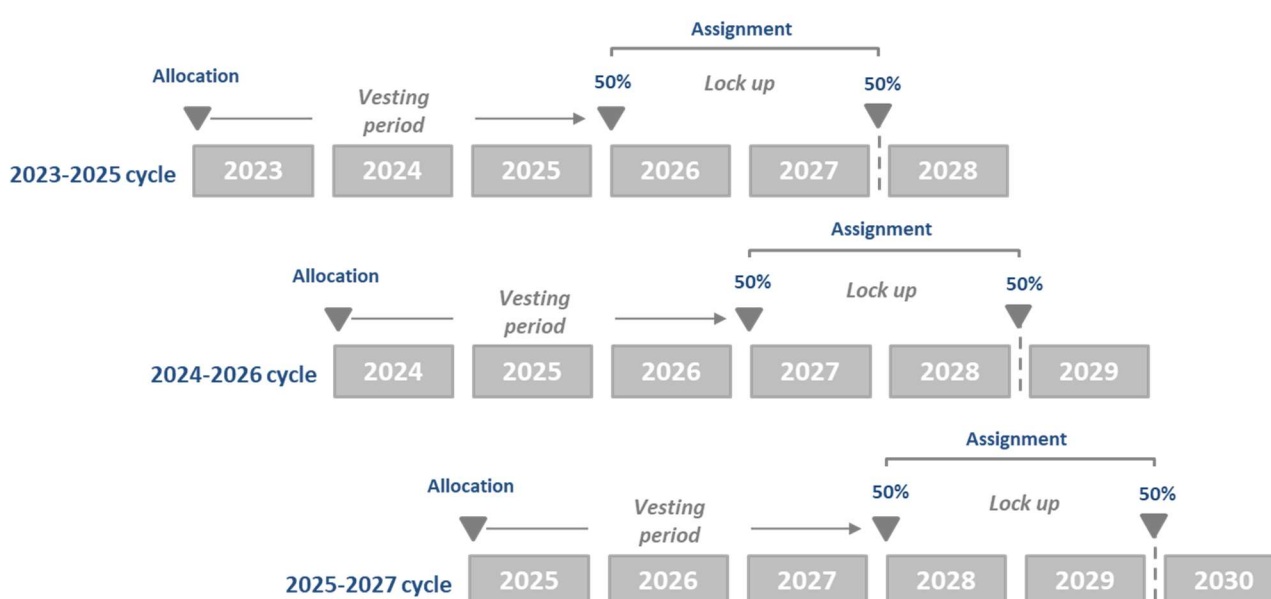 Assignment
Allocation
50%
Lock up
50%
Vesting
period
2023-2025 cycle
2023
2024
2025
2026
2027
2028
Assignment
Allocation
50%
Lock up
50%
Vesting
period
2024-2026 cycle
2024
2025
2026
2027
2028
2029
Assignment
Allocation
50%
Lock up
50%
Vesting
period
2025-2027 cycle
2025
2026
2027
2028
2029
2030